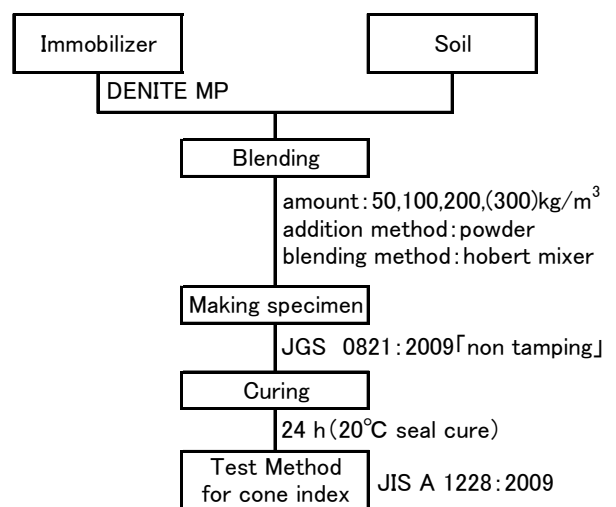 Immobilizer
Soil
DENITE MP
Blending
amount：50,100,200,(300)kg/m³
addition method：powder
blending method：hobert mixer
Making specimen
JGS 0821：2009「non tamping」
Curing
24 h（20℃ seal cure）
Test Method
for cone index
JIS A 1228：2009